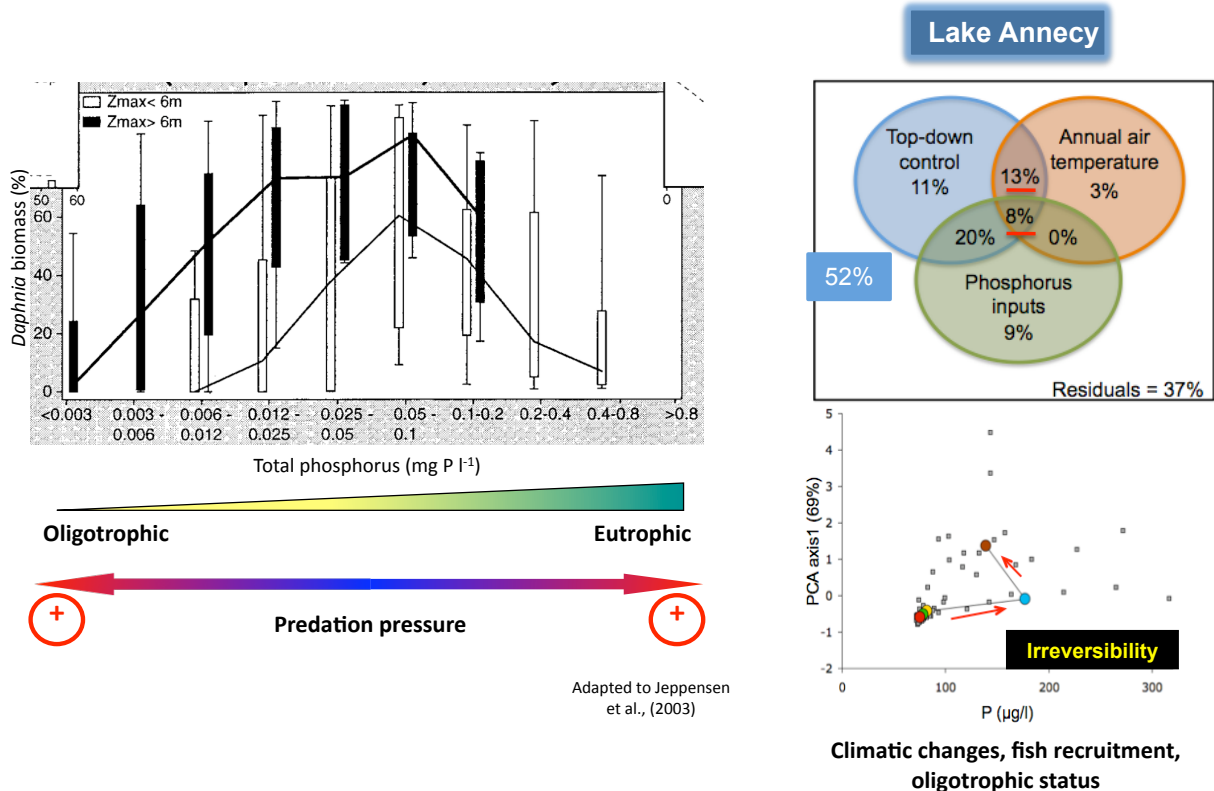 Lake Annecy
Zmax< 6m
Zmax> 6m
50
60
0
Daphnia biomass (%)
60
40
20
0
<0.003
0.003 -
0.006
0.006 -
0.012
0.012 -
0.025
0.025 -
0.05
0.05 -
0.1
0.1-0.2
0.2-0.4
0.4-0.8
>0.8
Total phosphorus (mg P l-1)
Oligotrophic
Eutrophic
+
+
Predation pressure
Adapted to Jeppensen
et al., (2003)
Top-down
control
11%
Annual air
temperature
3%
13%
8%
20%
0%
52%
Phosphorus
inputs
9%
Residuals = 37%
PCA axis1 (69%)
5
4
3
2
1
0
-1
-2
Irreversibility
0
100
200
300
P (µg/l)
Climatic changes, fish recruitment,
oligotrophic status